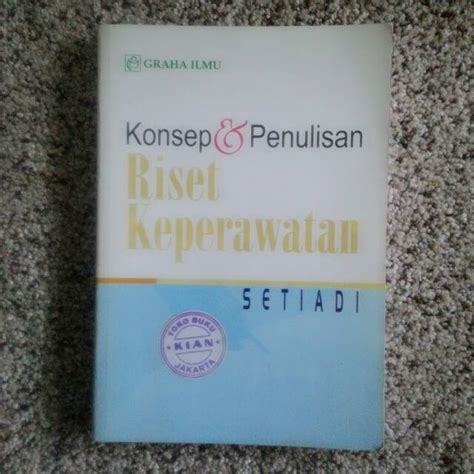 GRAHA ILMU
Konsep & Penulisan
Riset
Keperawatan
SETIADI
TOKO BUKU
KIAN
JAKARTA